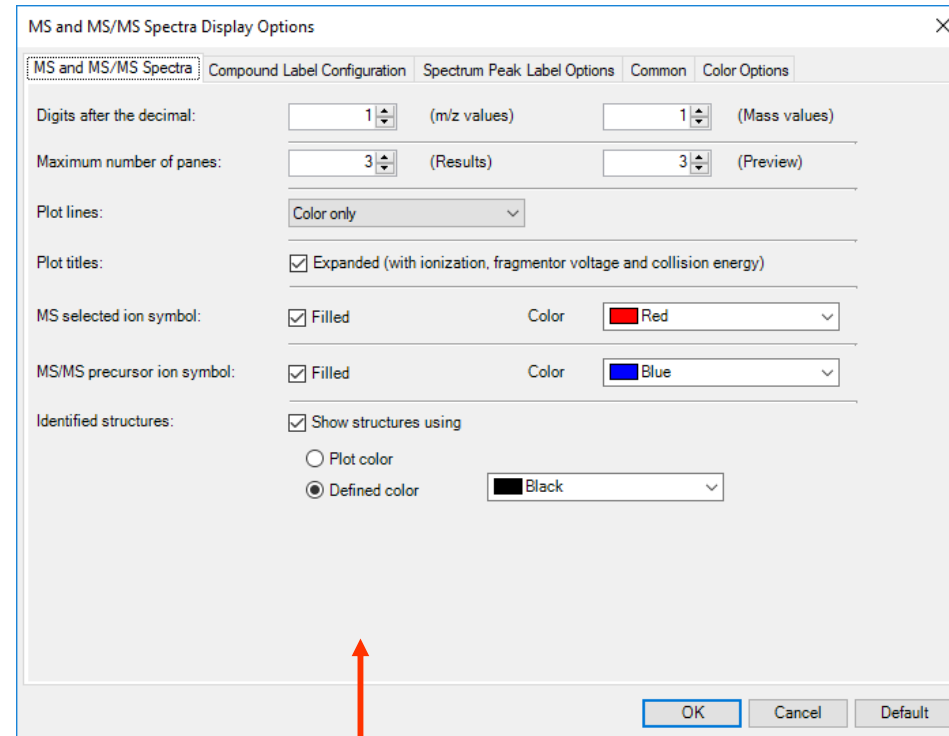 MS and MS/MS Spectra Display Options
MS and MS/MS Spectra Compound Label Configuration Spectrum Peak Label Options Common Color Options
Digits after the decimal: 1 (m/z values) 1 (Mass values)
Maximum number of panes: 3 (Results) 3 (Preview)
Plot lines: Color only
Plot titles: Expanded (with ionization, fragmentor voltage and collision energy)
MS selected ion symbol: Filled Color Red
MS/MS precursor ion symbol: Filled Color Blue
Identified structures: Show structures using
Plot color
Defined color Black
OK Cancel Default